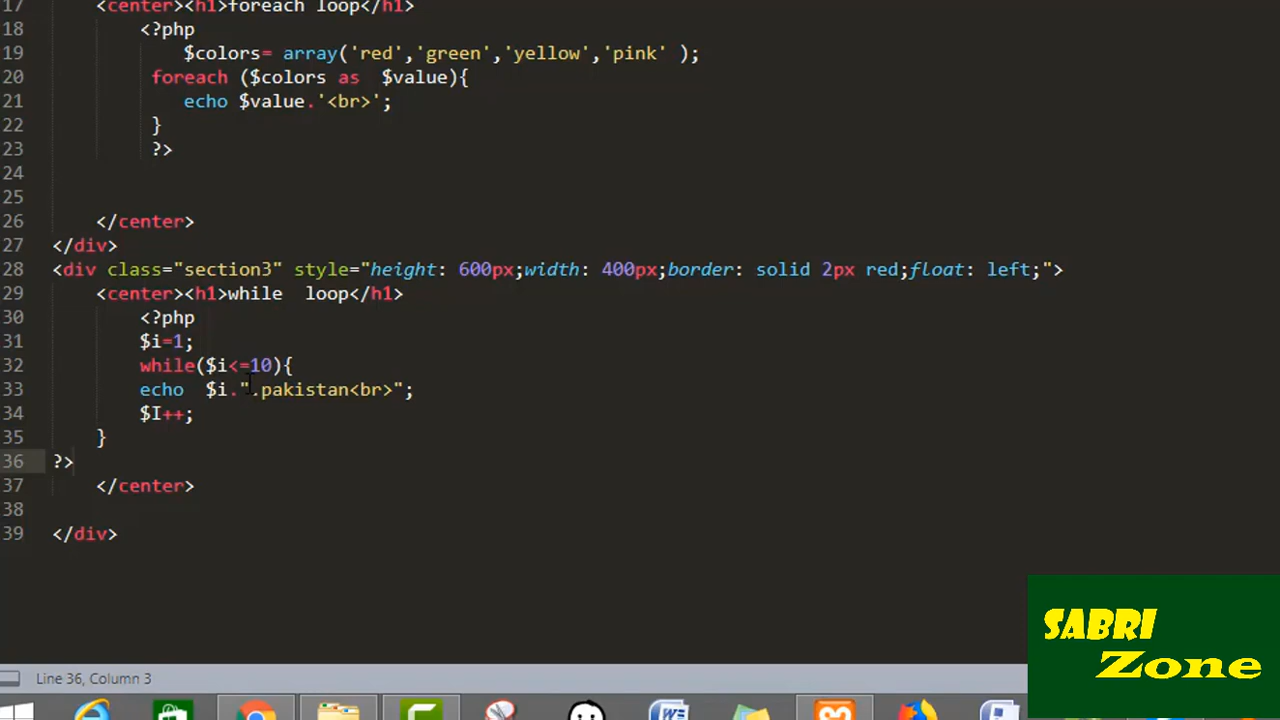 17 <center><h1>foreach loop</h1>
18 <?php
19 $colors= array('red','green','yellow','pink' );
20 foreach ($colors as  $value){
21 echo $value.'<br>';
22 }
23 ?>
24
25
26 </center>
27 </div>
28 <div class="section3" style="height: 600px;width: 400px;border: solid 2px red;float: left;">
29 <center><h1>while  loop</h1>
30 <?php
31 $i=1;
32 while($i<=10){
33 echo  $i.".pakistan<br>";
34 $I++;
35 }
36 ?>
37 </center>
38
39 </div>
SABRI
Zone
Line 36, Column 3